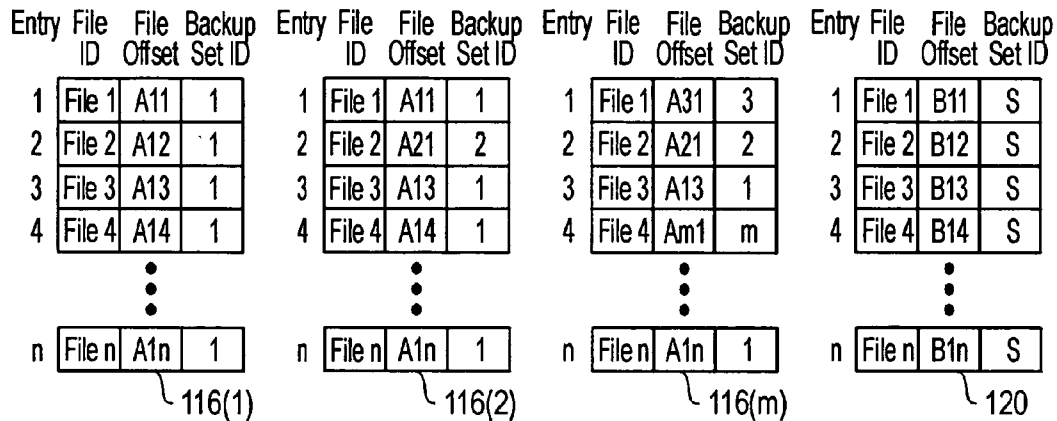 Entry File File Backup Entry File File Backup Entry File File Backup Entry File File Backup
ID Offset Set ID ID Offset Set ID ID Offset Set ID ID Offset Set ID
1 File 1 A11 1 1 File 1 A11 1 1 File 1 A31 3 1 File 1 B11 S
2 File 2 A12 1 2 File 2 A21 2 2 File 2 A21 2 2 File 2 B12 S
3 File 3 A13 1 3 File 3 A13 1 3 File 3 A13 1 3 File 3 B13 S
4 File 4 A14 1 4 File 4 A14 1 4 File 4 Am1 m 4 File 4 B14 S
n File n A1n 1 n File n A1n 1 n File n A1n 1 n File n B1n S
116(1) 116(2) 116(m) 120